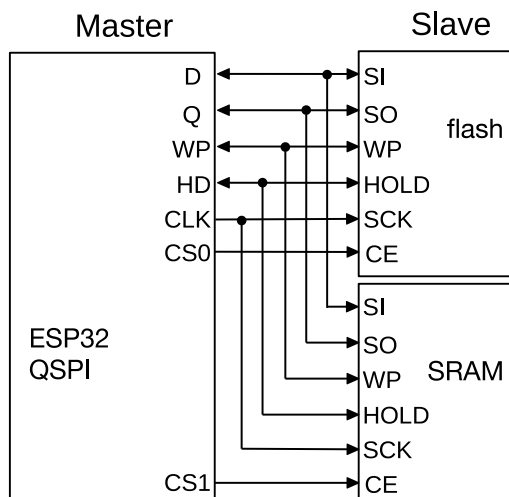 Master
Slave
D
Q
WP
HD
CLK
CS0
ESP32
QSPI
CS1
SI
SO
flash
WP
HOLD
SCK
CE
SI
SO
SRAM
WP
HOLD
SCK
CE